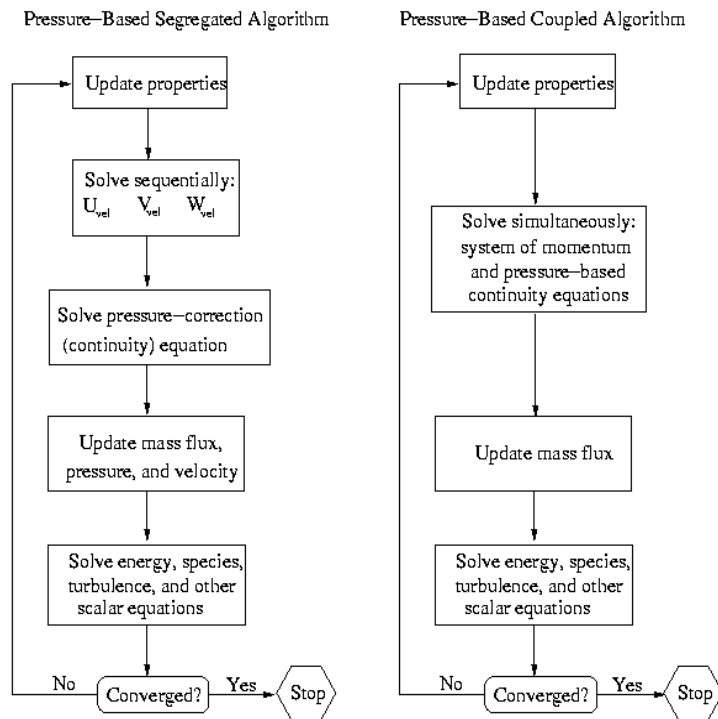 Pressure–Based Segregated Algorithm
Update properties
Solve sequentially:
U vel V vel W vel
Solve pressure–correction
(continuity) equation
Update mass flux,
pressure, and velocity
Solve energy, species,
turbulence, and other
scalar equations
No
Converged?
Yes
Stop
Pressure–Based Coupled Algorithm
Update properties
Solve simultaneously:
system of momentum
and pressure–based
continuity equations
Update mass flux
Solve energy, species,
turbulence, and other
scalar equations
No
Converged?
Yes
Stop